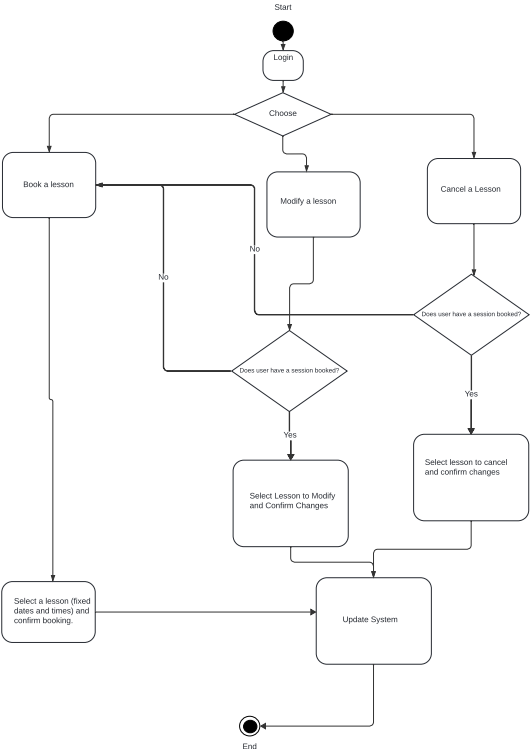 Start
Login
Choose
Book a lesson
Modify a lesson
Cancel a Lesson
No
No
Does user have a session booked?
Does user have a session booked?
Yes
Yes
Select lesson to cancel
and confirm changes
Select Lesson to Modify
and Confirm Changes
Select a lesson (fixed
dates and times) and
confirm booking.
Update System
End